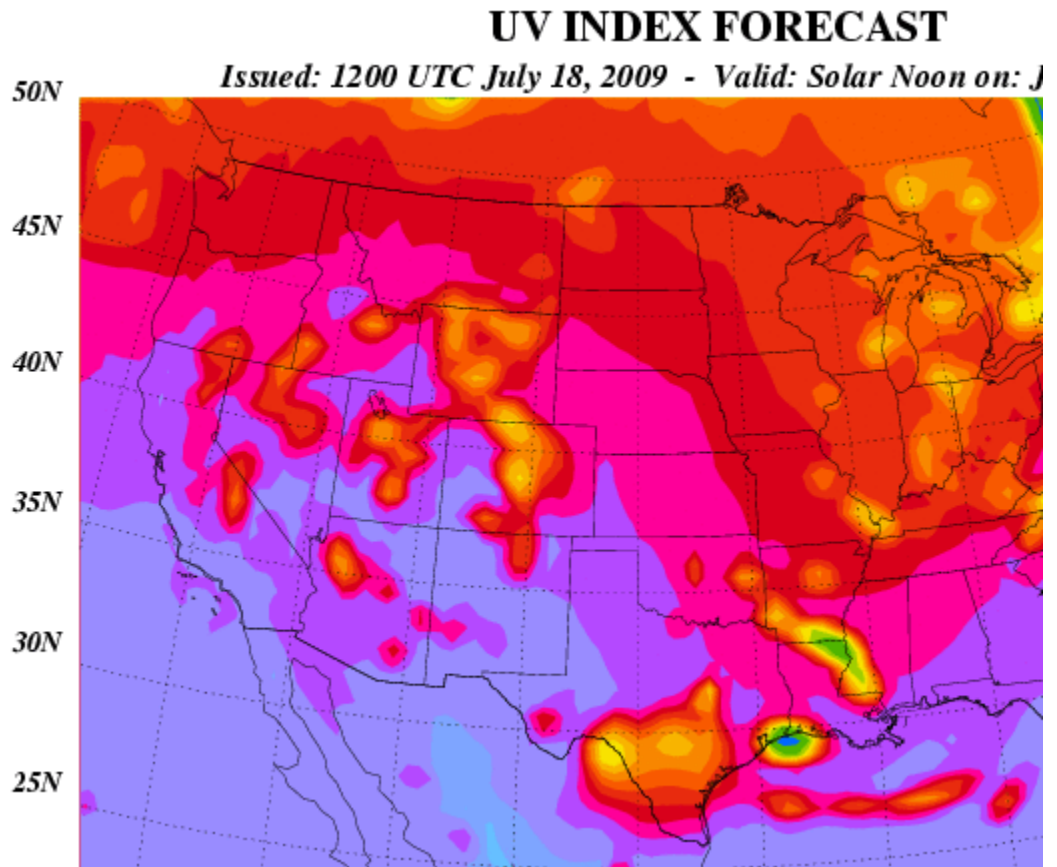 UV INDEX FORECAST
Issued: 1200 UTC July 18, 2009 - Valid: Solar Noon on: J
50N
45N
40N
35N
30N
25N